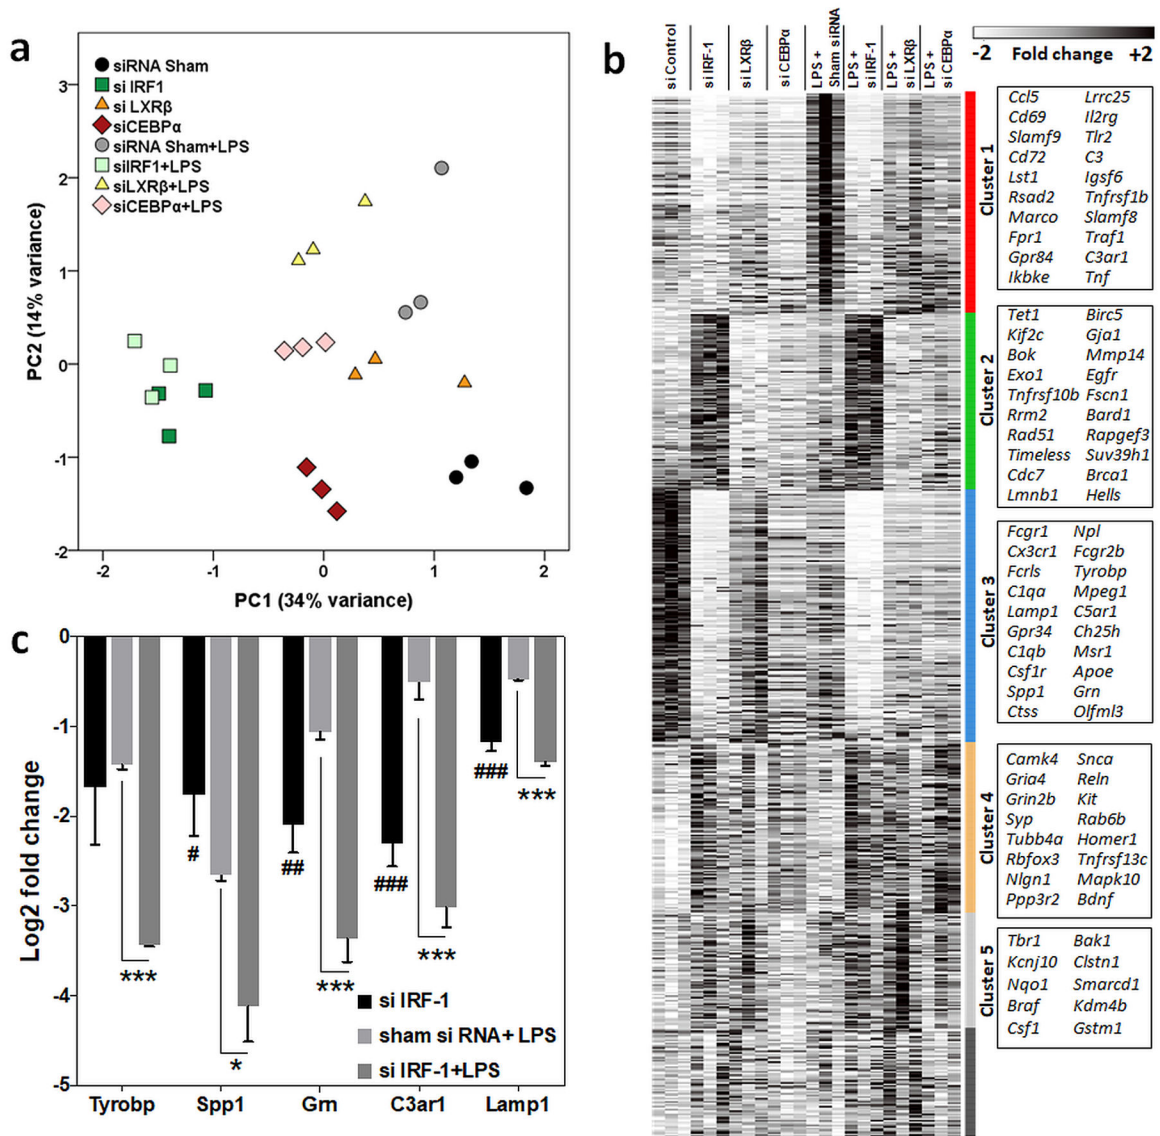 a
siRNA Sham
si IRF1
si LXRβ
siCEBPα
siRNA Sham+LPS
siIRF1+LPS
siLXRβ+LPS
siCEBPα+LPS
PC2 (14% variance)
3
2
1
0
-1
-2
-2
-1
0
1
2
PC1 (34% variance)
b
si Control
si IRF-1
si LXRβ
si CEBPα
LPS +
Sham siRNA
LPS +
si IRF-1
LPS +
si LXRβ
LPS +
si CEBPα
-2 Fold change +2
Cluster 1
Ccl5 Lrrc25
Cd69 Il2rg
Slamf9 Tlr2
Cd72 C3
Lst1 Igsf6
Rsad2 Tnfrsf1b
Marco Slamf8
Fpr1 Traf1
Gpr84 C3ar1
Ikbke Tnf
Cluster 2
Tet1 Birc5
Kif2c Gja1
Bok Mmp14
Exo1 Egfr
Tnfrsf10b Fscn1
Rrm2 Bard1
Rad51 Rapgef3
Timeless Suv39h1
Cdc7 Brca1
Lmnb1 Hells
Cluster 3
Fcgr1 Npl
Cx3cr1 Fcgr2b
Fcrls Tyrobp
C1qa Mpeg1
Lamp1 C5ar1
Gpr34 Ch25h
C1qb Msr1
Csf1r Apoe
Spp1 Grn
Ctss Olfml3
Cluster 4
Camk4 Snca
Gria4 Reln
Grin2b Kit
Syp Rab6b
Tubb4a Homer1
Rbfox3 Tnfrsf13c
Nlgn1 Mapk10
Ppp3r2 Bdnf
Cluster 5
Tbr1 Bak1
Kcnj10 Clstn1
Nqo1 Smarcd1
Braf Kdm4b
Csf1 Gstm1
c
Log2 fold change
0
-1
-2
-3
-4
-5
***
#
*
##
***
###
***
###
***
si IRF-1
sham si RNA+ LPS
si IRF-1+LPS
Tyrobp Spp1 Grn C3ar1 Lamp1